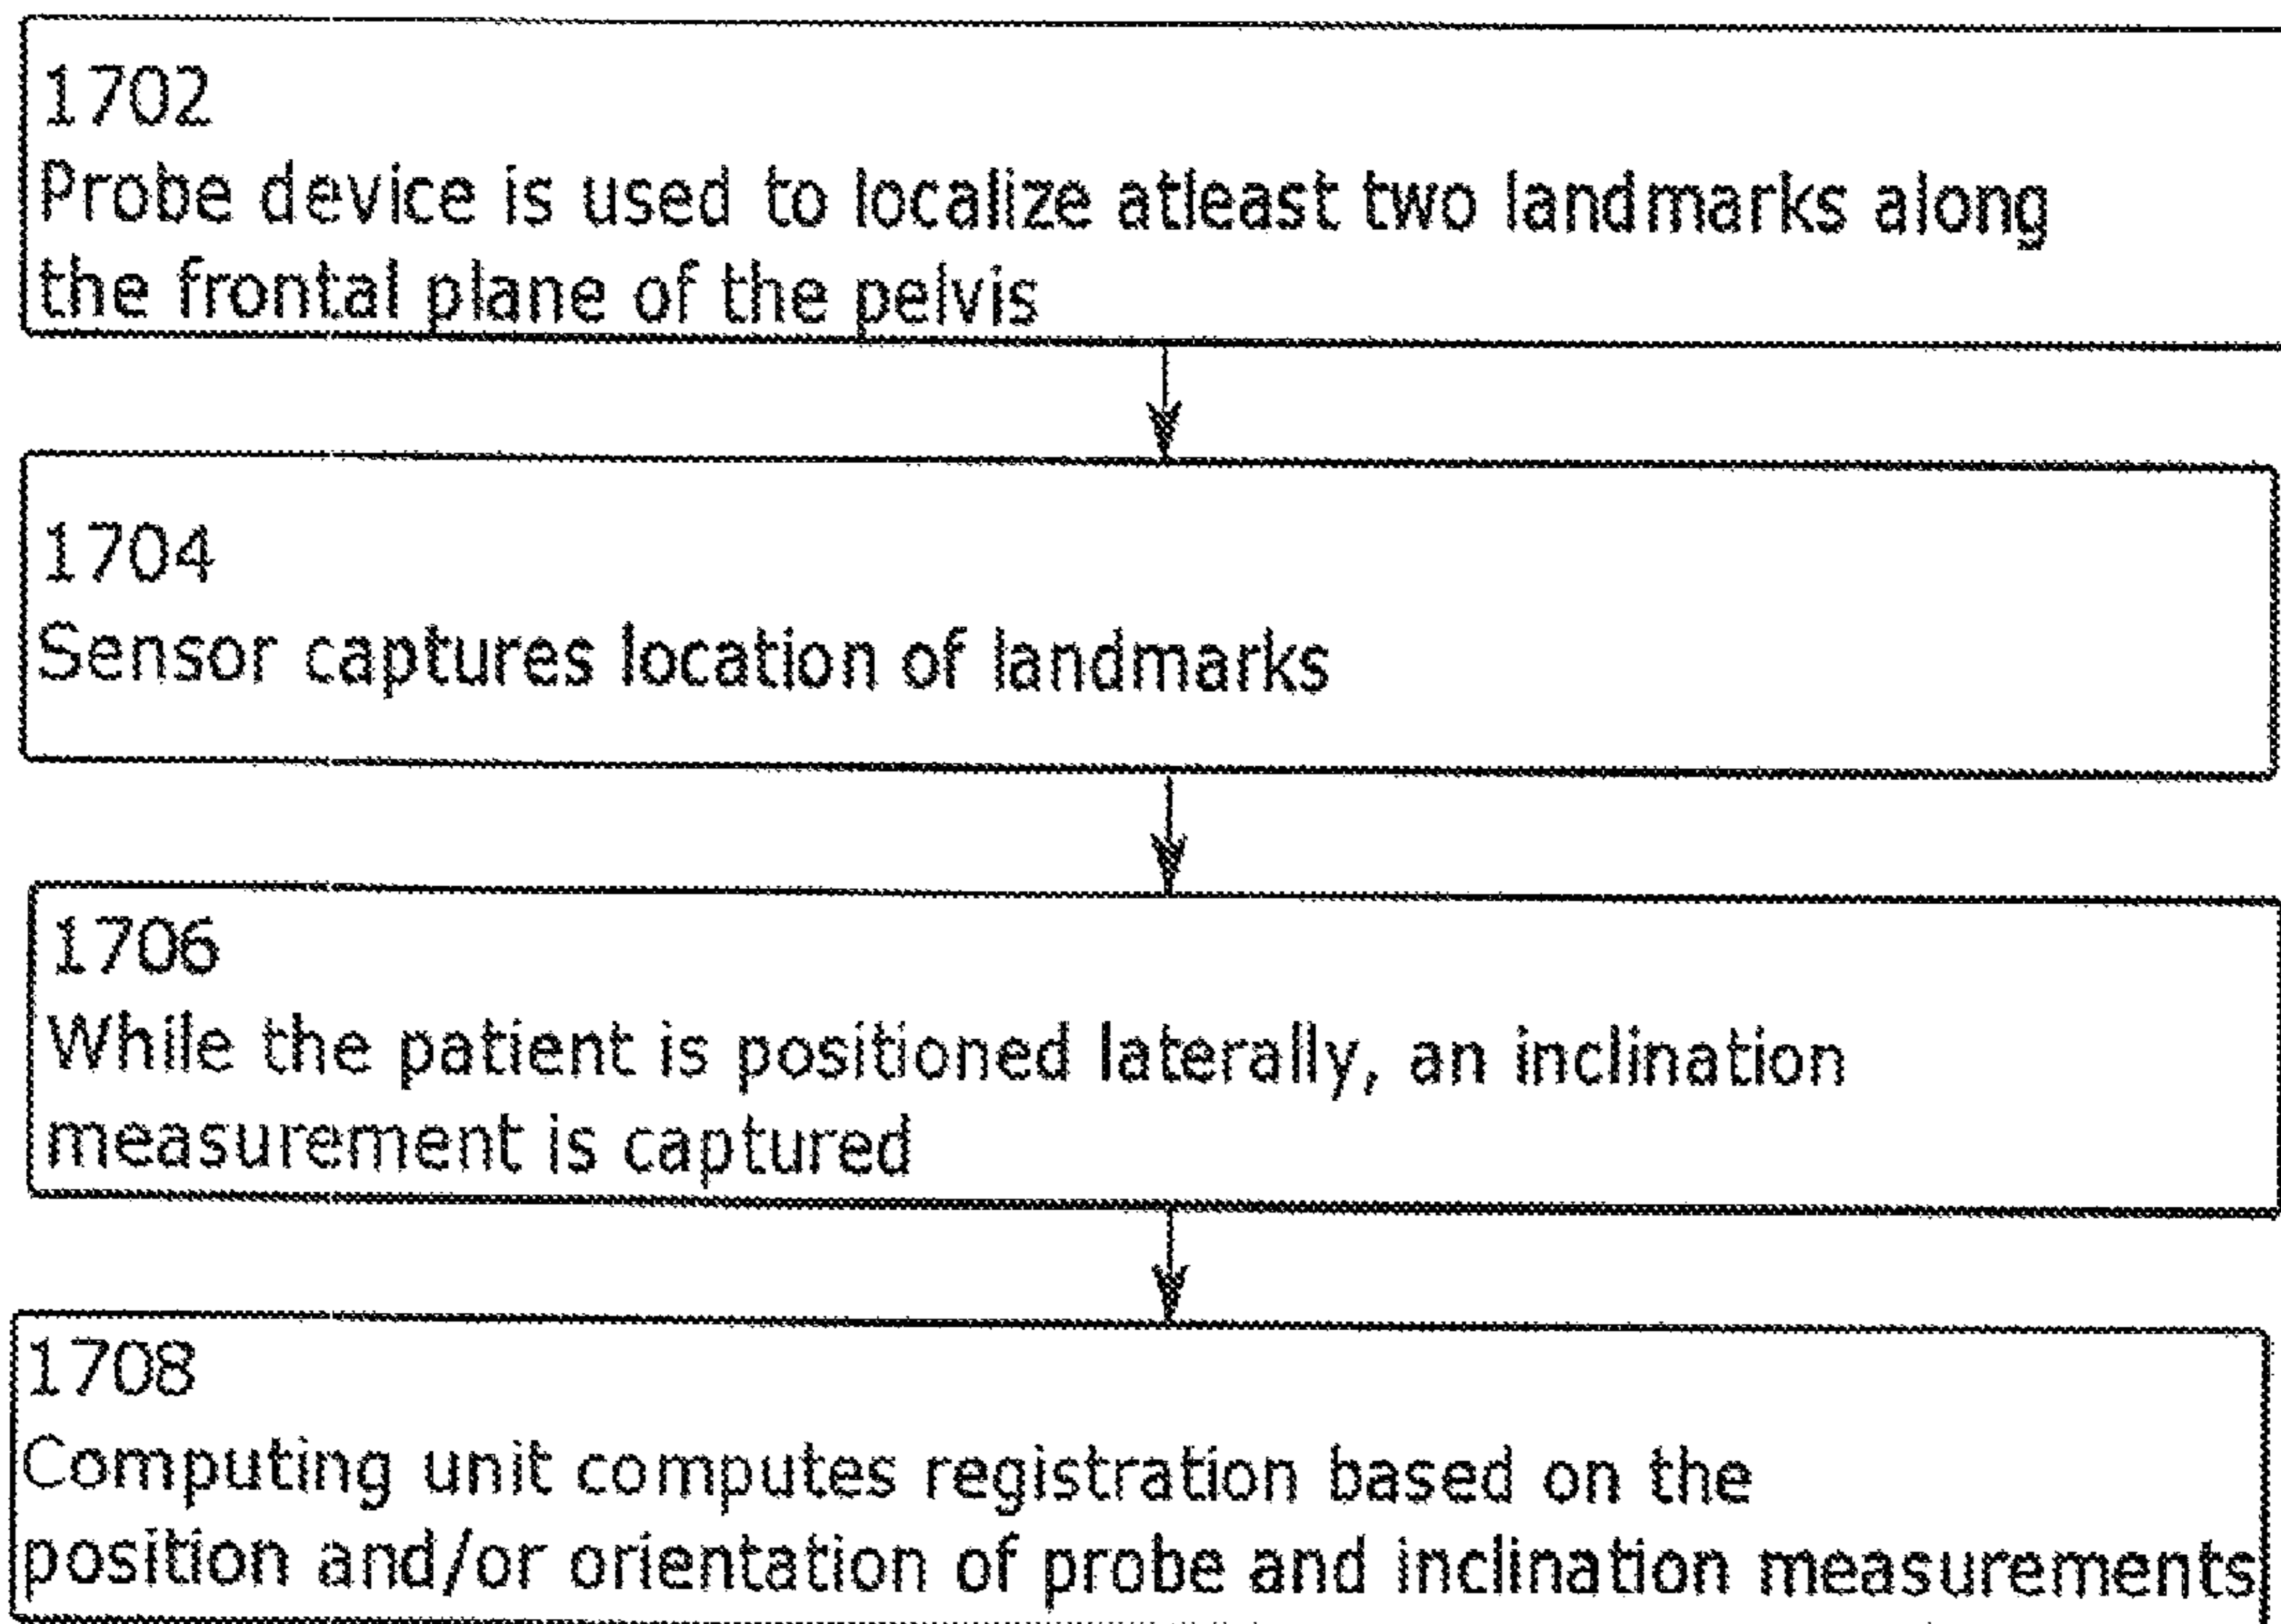 1702
Probe device is used to localize atleast two landmarks along
the frontal plane of the pelvis
1704
Sensor captures location of landmarks
1706
While the patient is positioned laterally, an inclination
measurement is captured
1708
Computing unit computes registration based on the
position and/or orientation of probe and inclination measurements